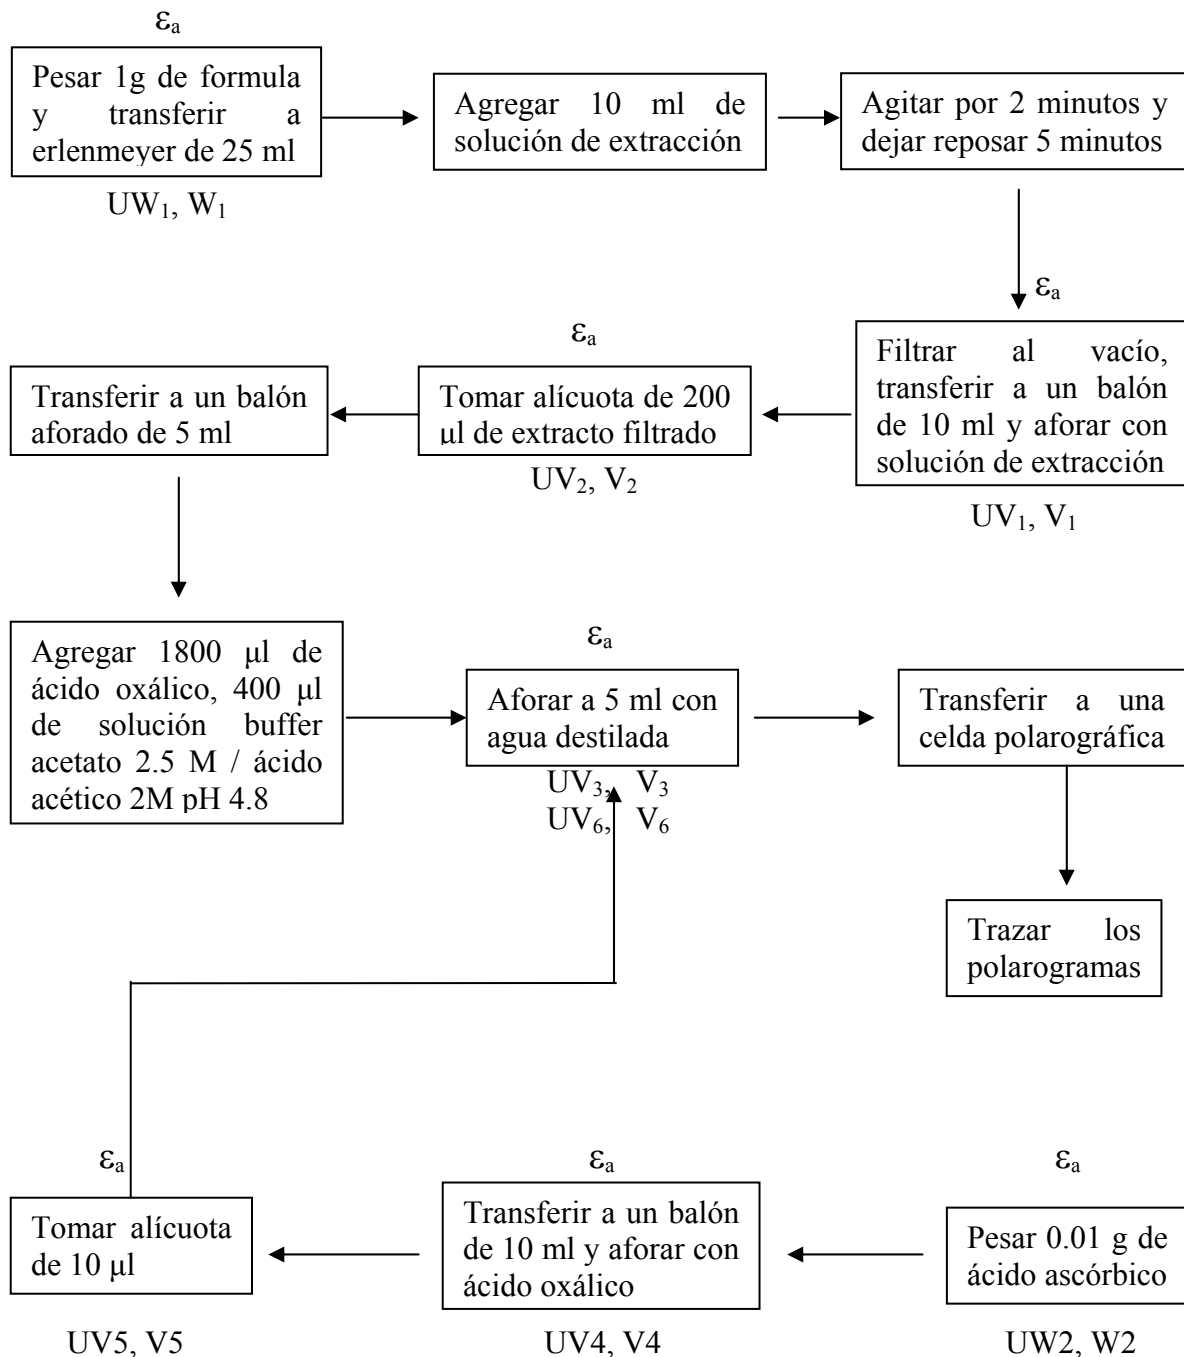 εa
Pesar 1g de formula
y transferir a
erlenmeyer de 25 ml
UW1, W1
Agregar 10 ml de
solución de extracción
Agitar por 2 minutos y
dejar reposar 5 minutos
εa
Filtrar al vacío,
transferir a un balón
de 10 ml y aforar con
solución de extracción
UV1, V1
εa
Tomar alícuota de 200
µl de extracto filtrado
UV2, V2
Transferir a un balón
aforado de 5 ml
Agregar 1800 µl de
ácido oxálico, 400 µl
de solución buffer
acetato 2.5 M / ácido
acético 2M pH 4.8
εa
Aforar a 5 ml con
agua destilada
UV3, V3
UV6, V6
Transferir a una
celda polarográfica
Trazar los
polarogramas
εa
Tomar alícuota
de 10 µl
UV5, V5
εa
Transferir a un balón
de 10 ml y aforar con
ácido oxálico
UV4, V4
εa
Pesar 0.01 g de
ácido ascórbico
UW2, W2